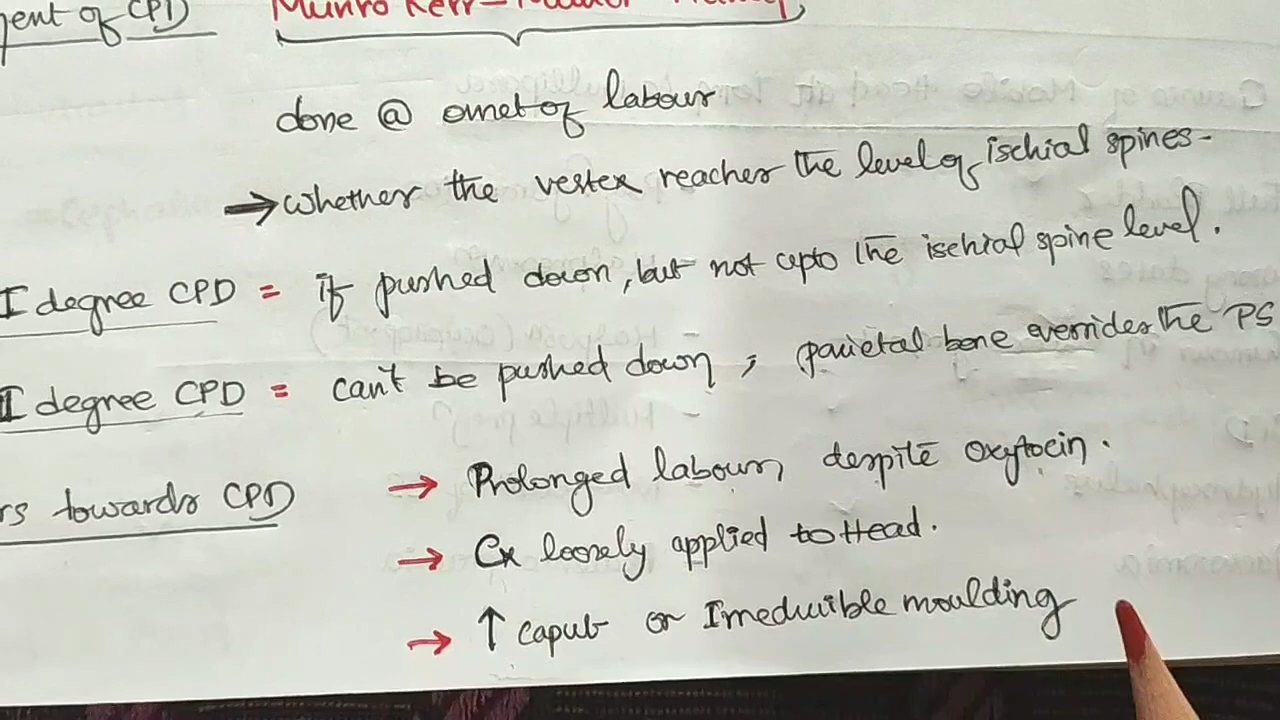 of CPD Munro Kerr
done @ onset of labour
→ Whether the vertex reaches the level of ischial spines-
I degree CPD = if pushed down, but not upto the ischial spine level.
I degree CPD = can't be pushed down, parietal bone overrides the PS
towards CPD → Prolonged labour, despite Oxytocin.
→ Cx loosely applied to Head.
→ ↑ caput or Irreducible moulding